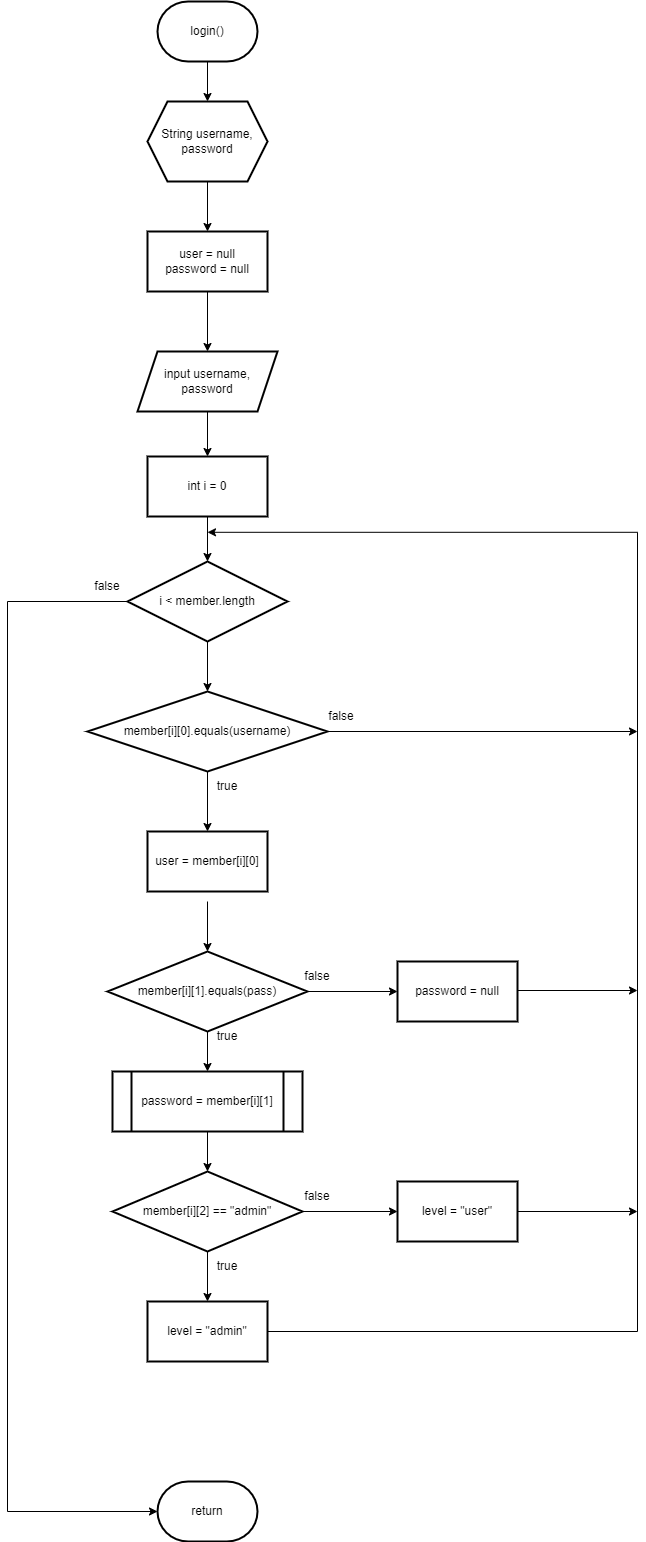 login()
String username,
password
user = null
password = null
input username,
password
int i = 0
false
i < member.length
false
member[i][0].equals(username)
true
user = member[i][0]
false
member[i][1].equals(pass)
password = null
true
password = member[i][1]
false
member[i][2] == "admin"
level = "user"
true
level = "admin"
return